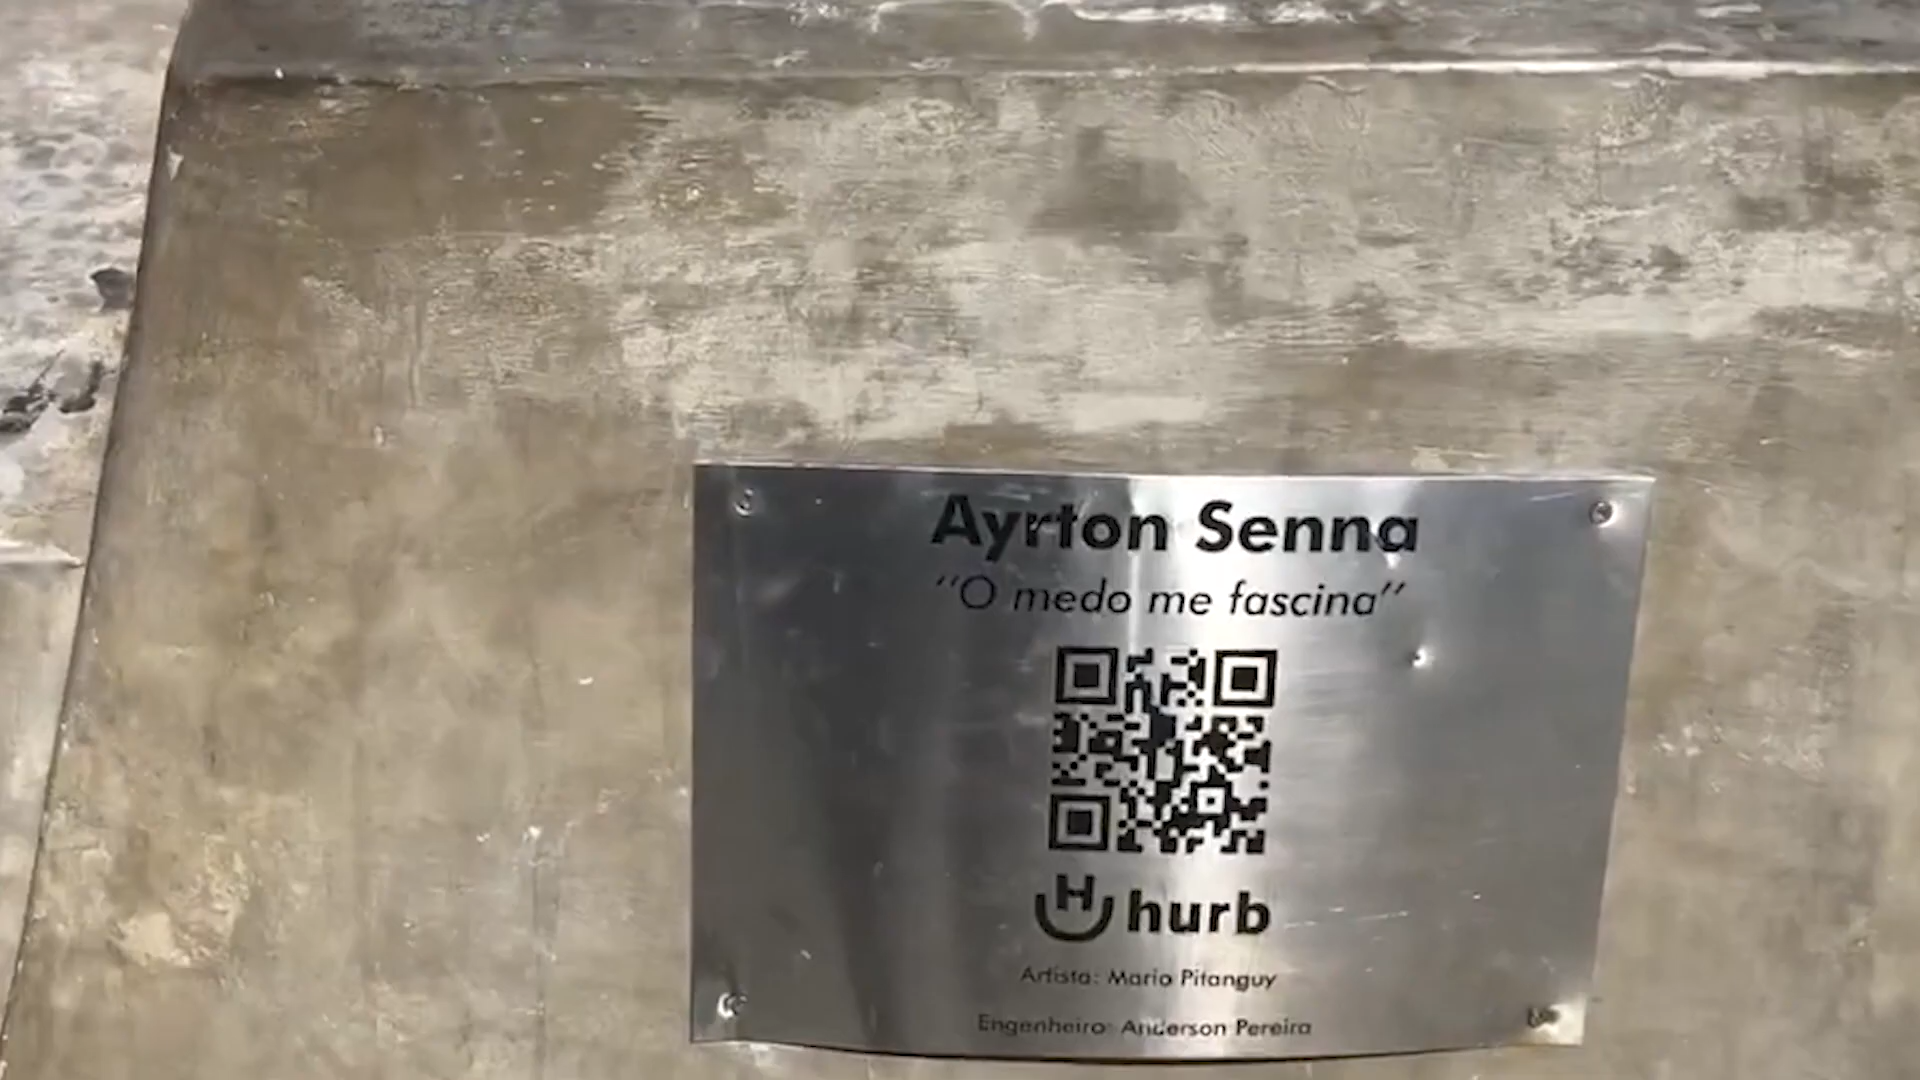 Ayrton Senna
"O medo me fascina"
hurb
Artista: Mario Pitanguy
Engenheiro: Anderson Pereira